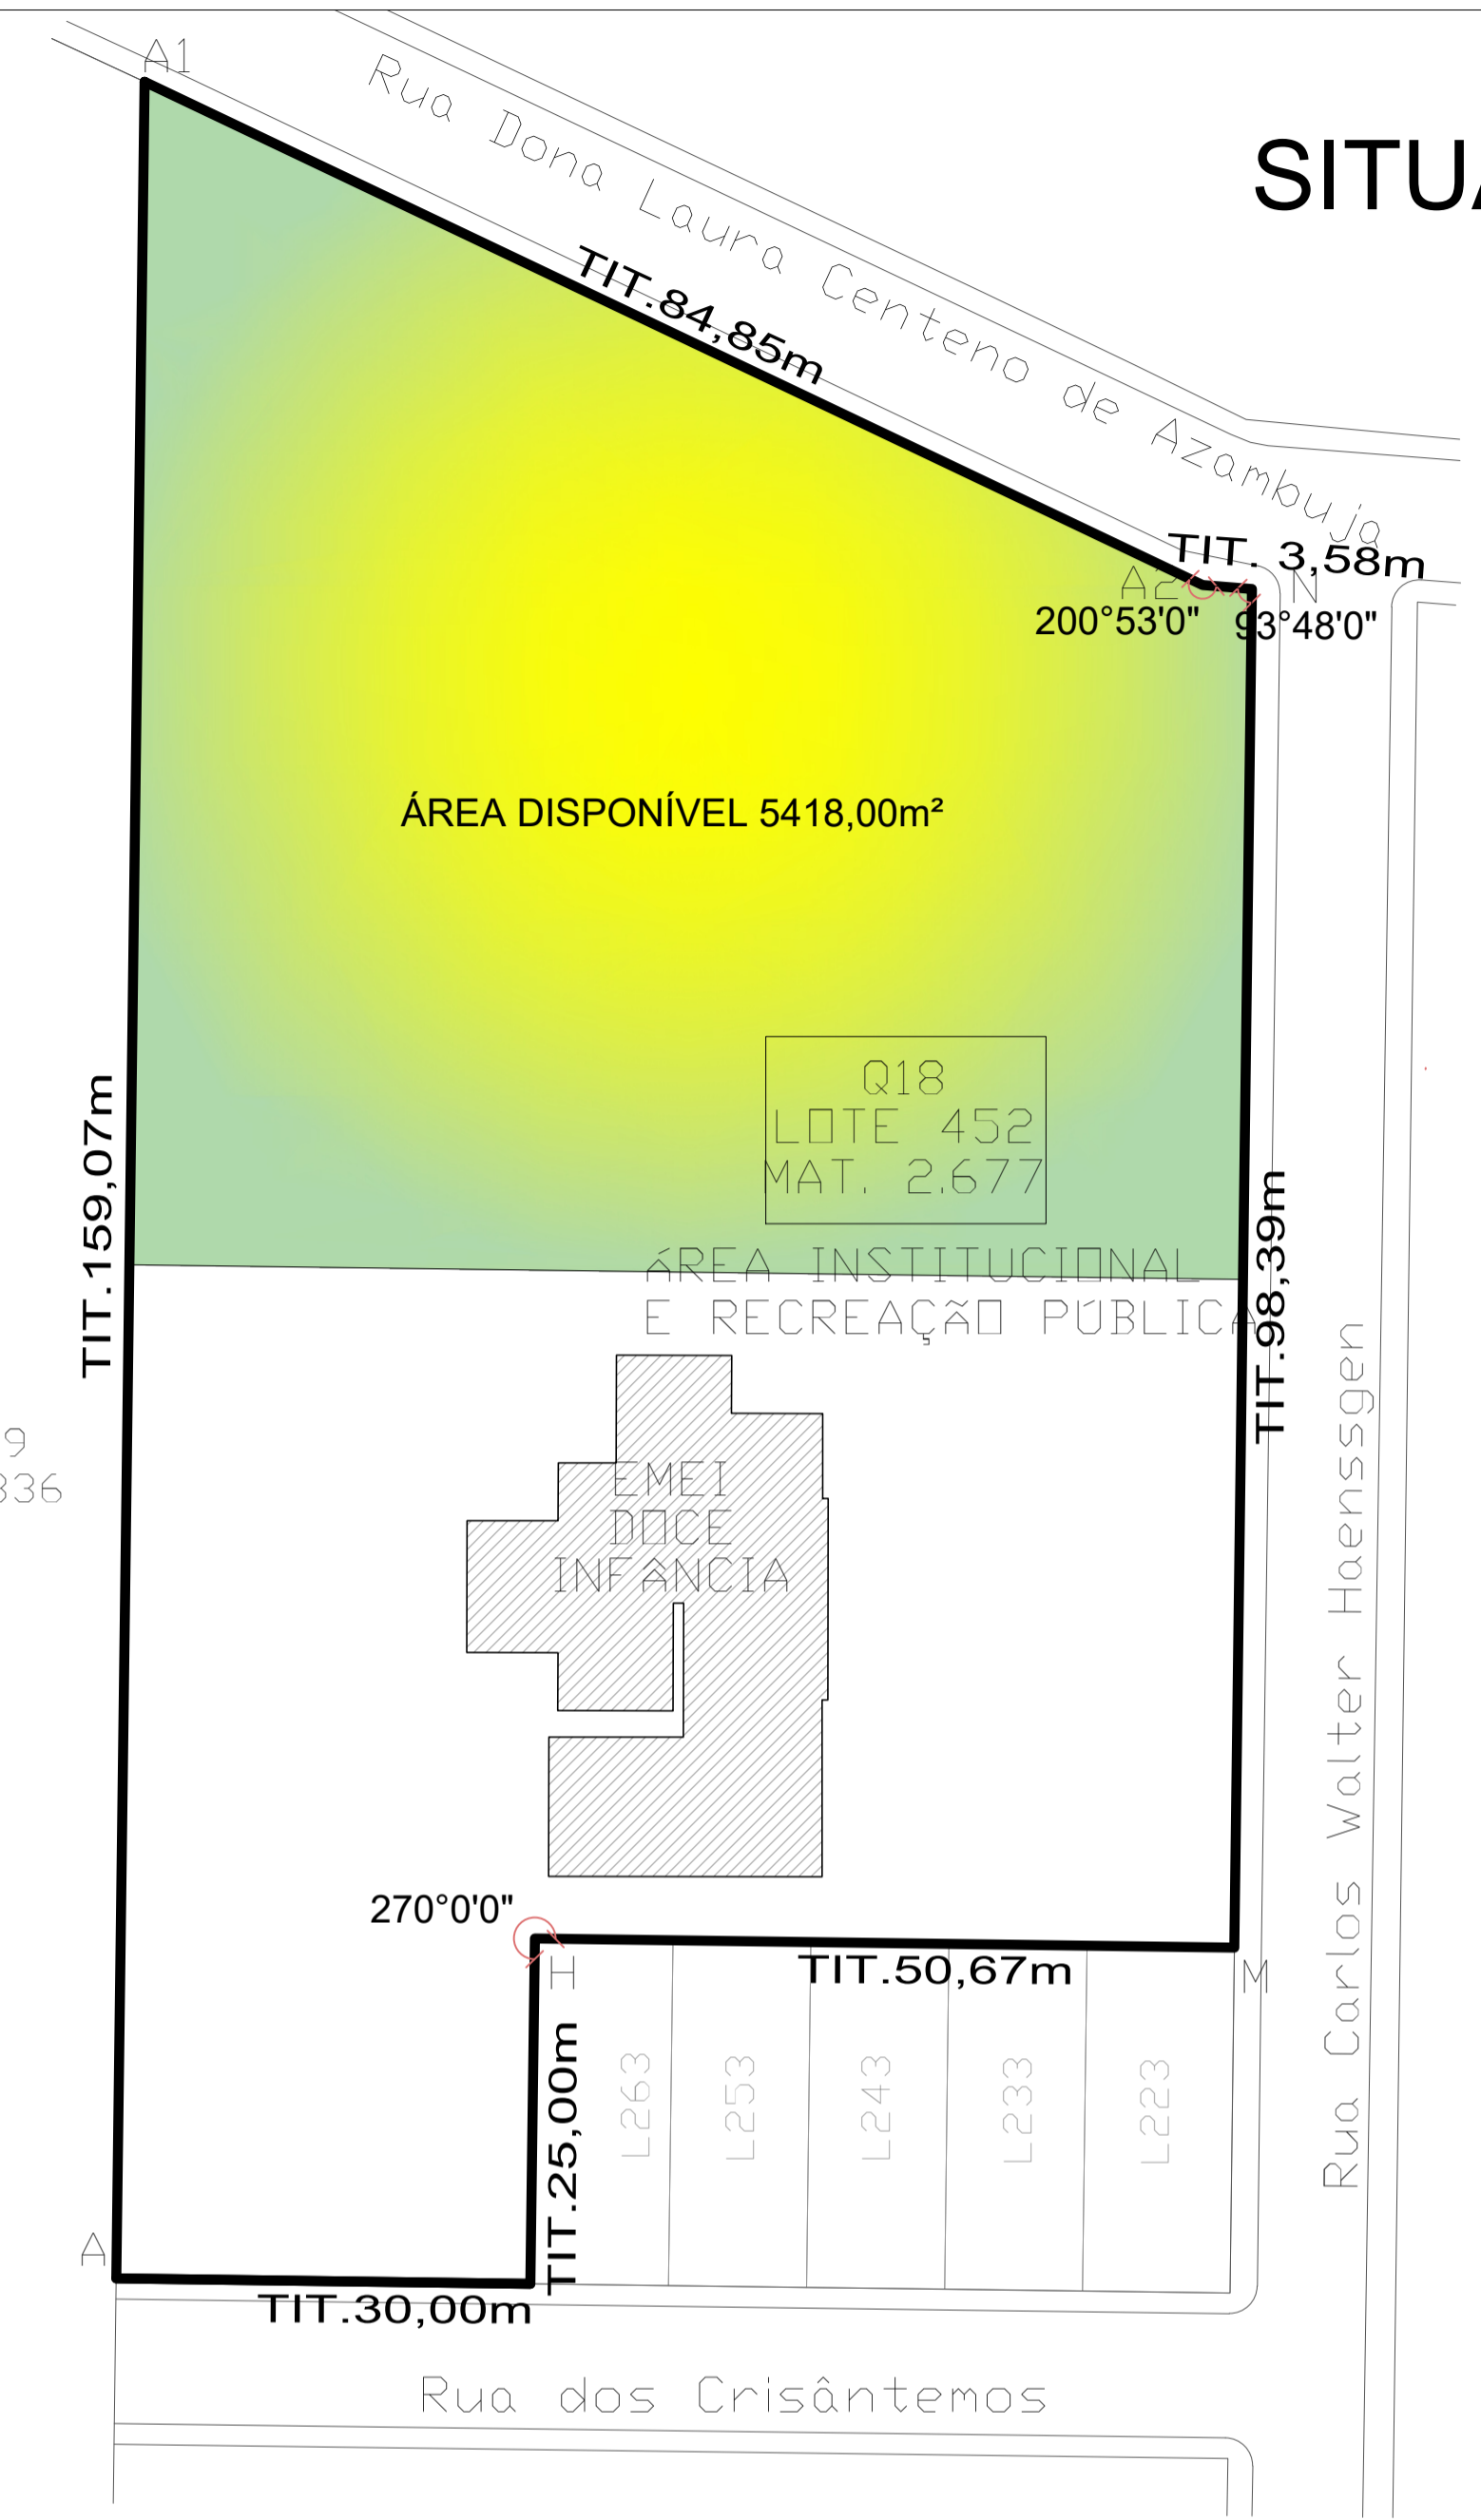 A1
Rua Dona Laura Centeno de Azambuja
SITUA
TIT.84,85m
TIT. 3,58m
A2
N
200°53'0"
93°48'0"
ÁREA DISPONÍVEL 5418,00m²
Q18
LOTE 452
MAT. 2.677
TIT.159,07m
TIT.98,39m
ÁREA INSTITUCIONAL
E RECREAÇÃO PÚBLICA
9
336
EMEI
DOCE
INFÂNCIA
Rua Carlos Walter Haenssgen
270°0'0"
H
TIT.50,67m
M
TIT.25,00m
L263
L253
L243
L233
L223
A
TIT.30,00m
Rua dos Crisântemos